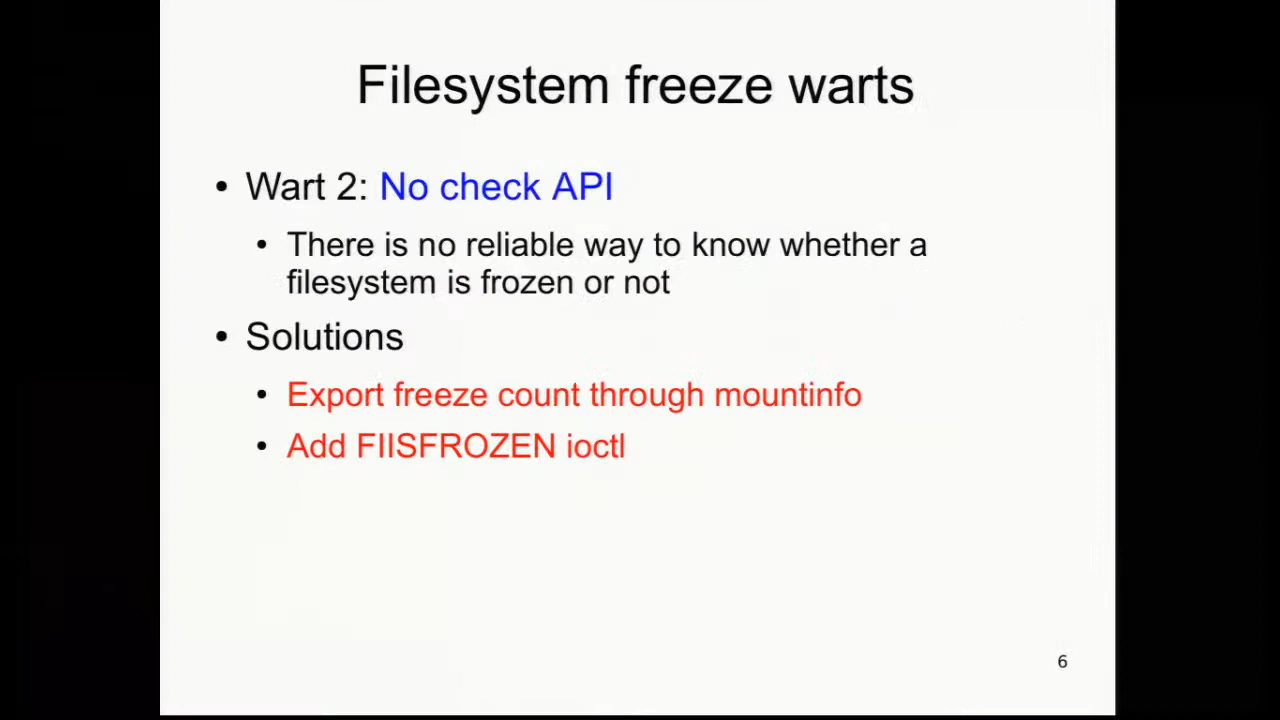 Filesystem freeze warts
• Wart 2: No check API
• There is no reliable way to know whether a
filesystem is frozen or not
• Solutions
• Export freeze count through mountinfo
• Add FIISFROZEN ioctl
6